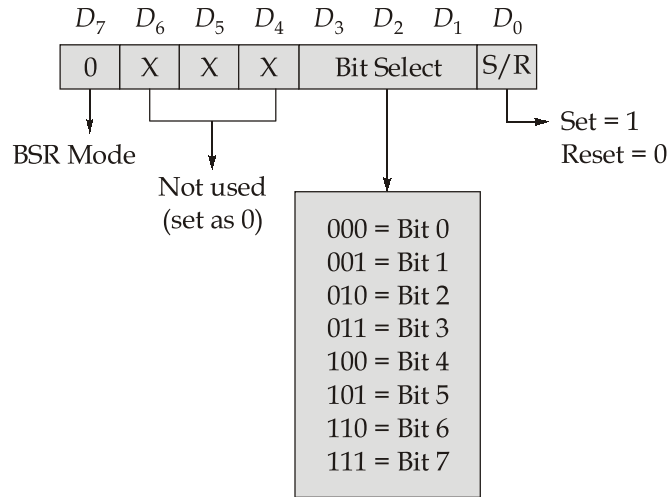 D7 D6 D5 D4 D3 D2 D1 D0
0 X X X Bit Select S/R
Set = 1
Reset = 0
BSR Mode
Not used
(set as 0)
000 = Bit 0
001 = Bit 1
010 = Bit 2
011 = Bit 3
100 = Bit 4
101 = Bit 5
110 = Bit 6
111 = Bit 7